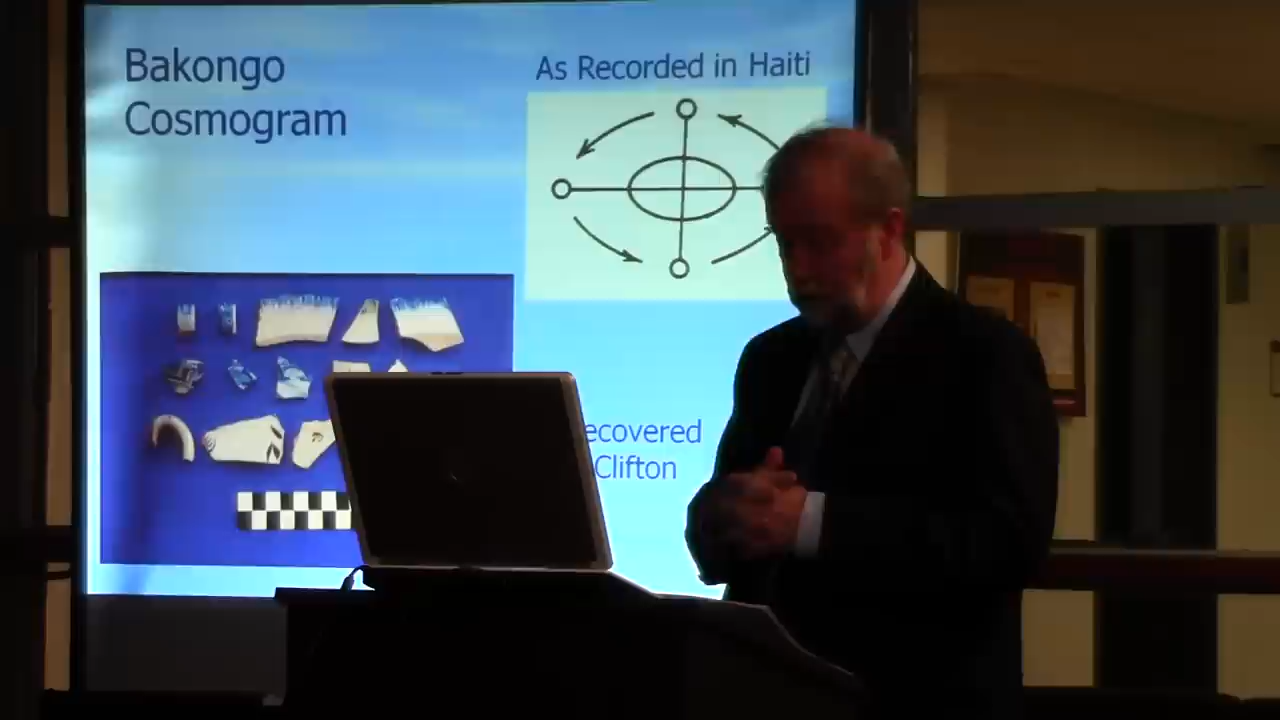 Bakongo
Cosmogram
As Recorded in Haiti
ecovered
Clifton